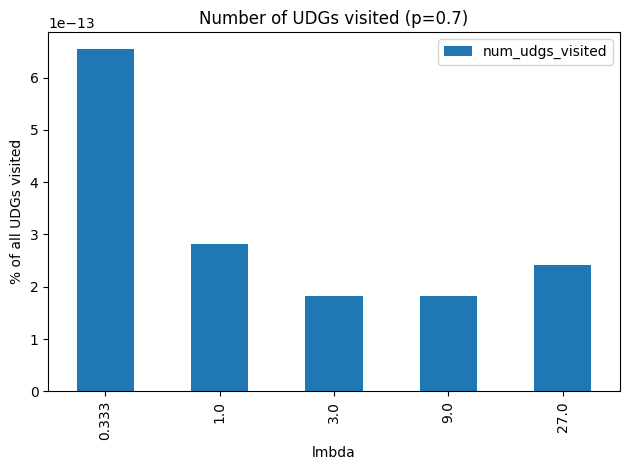 Number of UDGs visited (p=0.7)
1e−13
num_udgs_visited
% of all UDGs visited
6
5
4
3
2
1
0
0.333
1.0
3.0
9.0
27.0
lmbda